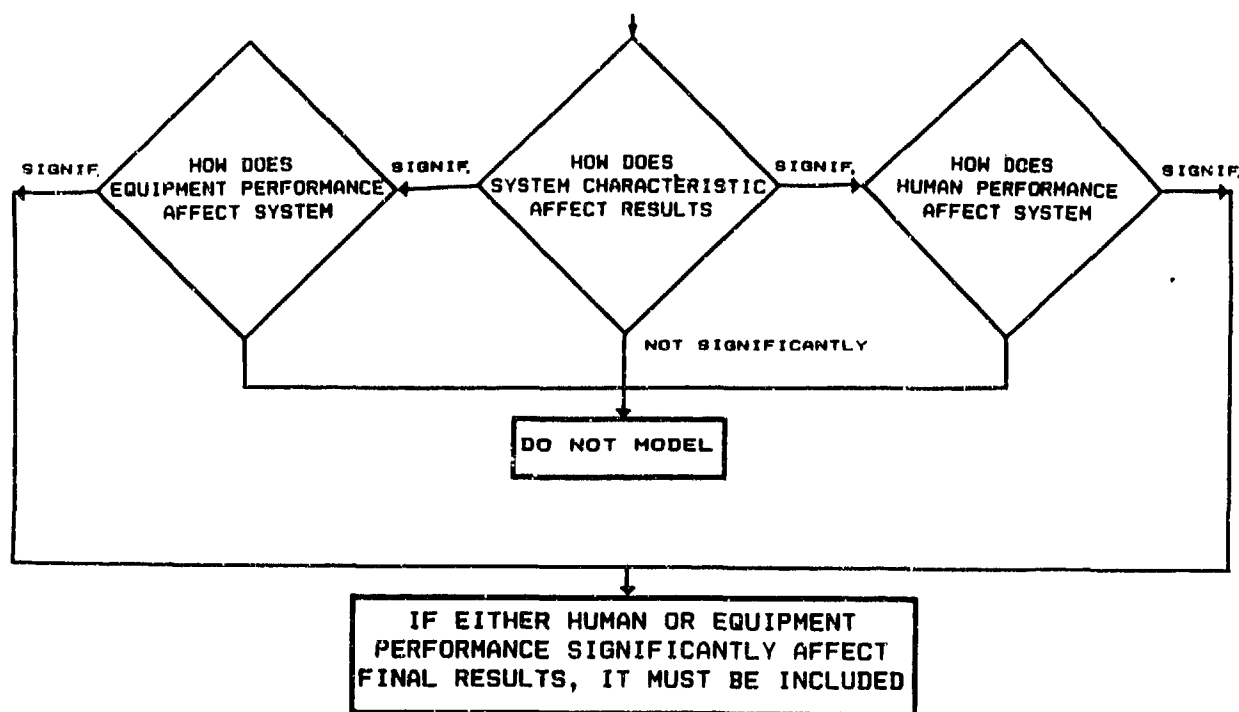 SIGNIF.
HOW DOES
EQUIPMENT PERFORMANCE
AFFECT SYSTEM
SIGNIF.
HOW DOES
SYSTEM CHARACTERISTIC
AFFECT RESULTS
SIGNIF.
HOW DOES
HUMAN PERFORMANCE
AFFECT SYSTEM
SIGNIF.
NOT SIGNIFICANTLY
DO NOT MODEL
IF EITHER HUMAN OR EQUIPMENT
PERFORMANCE SIGNIFICANTLY AFFECT
FINAL RESULTS, IT MUST BE INCLUDED